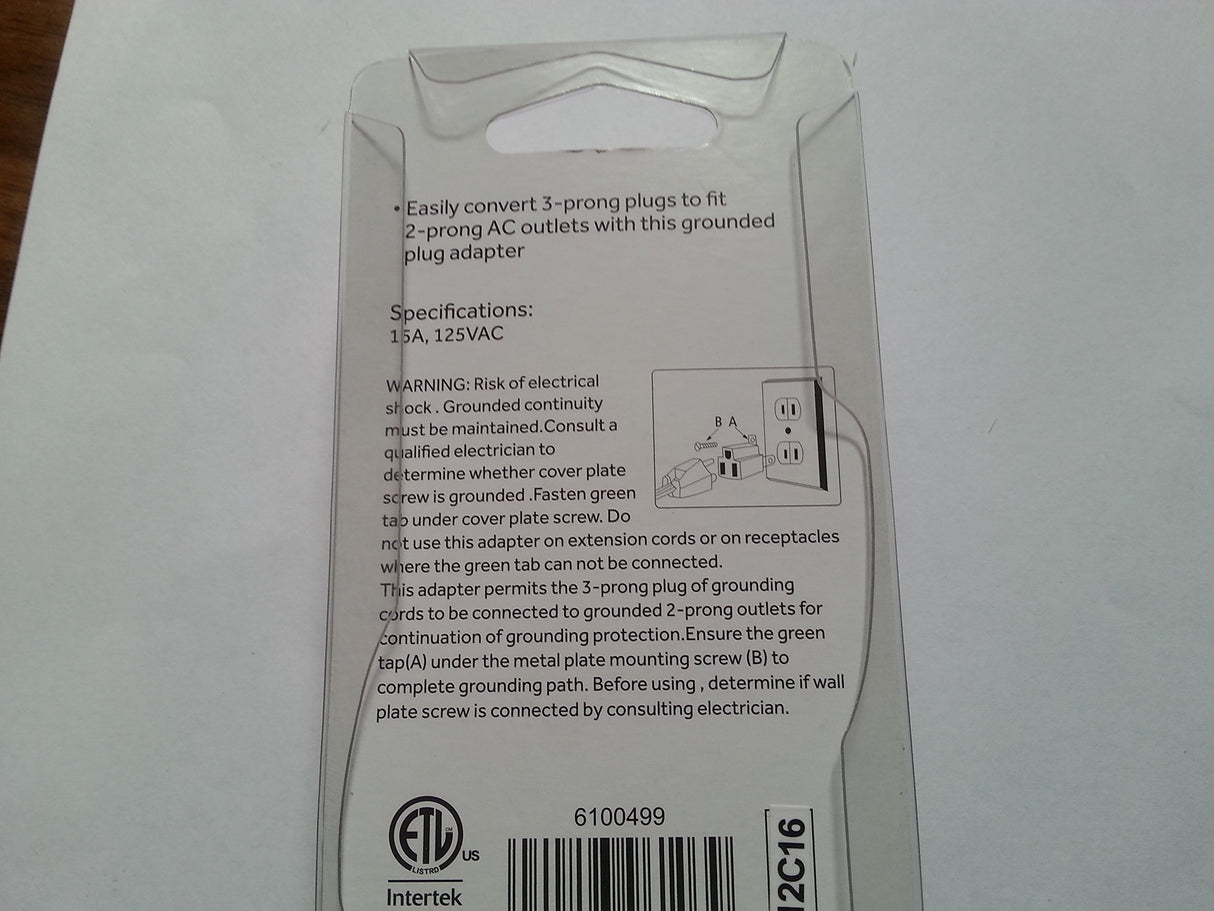 • Easily convert 3-prong plugs to fit
2-prong AC outlets with this grounded
plug adapter
Specifications:
15A, 125VAC
WARNING: Risk of electrical
shock . Grounded continuity
must be maintained.Consult a
qualified electrician to
determine whether cover plate
screw is grounded .Fasten green
tab under cover plate screw. Do
not use this adapter on extension cords or on receptacles
where the green tab can not be connected.
This adapter permits the 3-prong plug of grounding
cords to be connected to grounded 2-prong outlets for
continuation of grounding protection.Ensure the green
tap(A) under the metal plate mounting screw (B) to
complete grounding path. Before using , determine if wall
plate screw is connected by consulting electrician.
B A
ETL CM
LISTED
US
Intertek
6100499
12C16